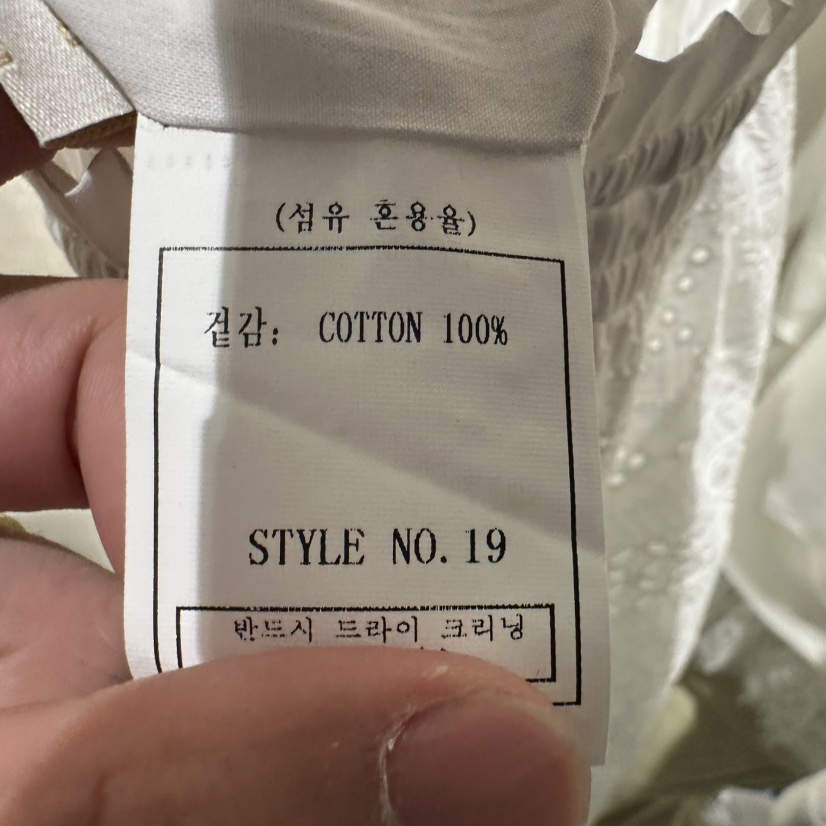 (섬유 혼용율)
겉감: COTTON 100%
STYLE NO. 19
반드시 드라이 크리닝